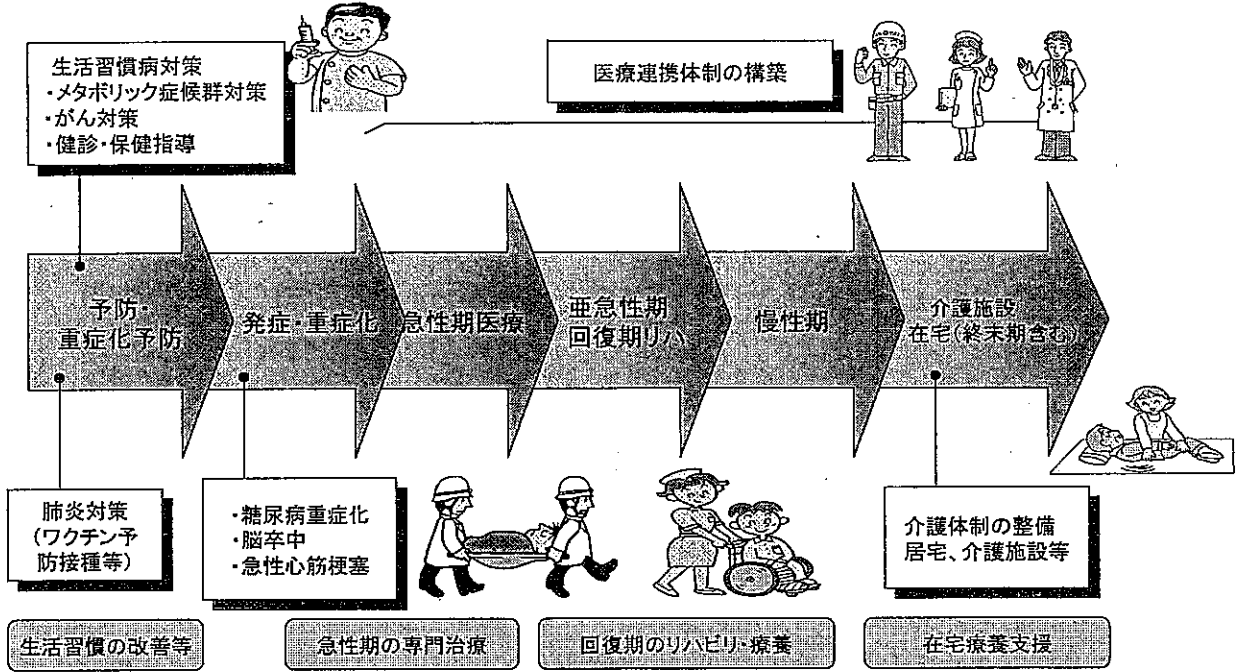 生活習慣病対策
・メタボリック症候群対策
・がん対策
・健診・保健指導
医療連携体制の構築
予防・
重症化予防
発症・重症化
急性期医療
亜急性期
回復期リハ
慢性期
介護施設
在宅(終末期含む)
肺炎対策
(ワクチン予
防接種等)
・糖尿病重症化
・脳卒中
・急性心筋梗塞
介護体制の整備
居宅、介護施設等
生活習慣の改善等
急性期の専門治療
回復期のリハビリ・療養
在宅療養支援